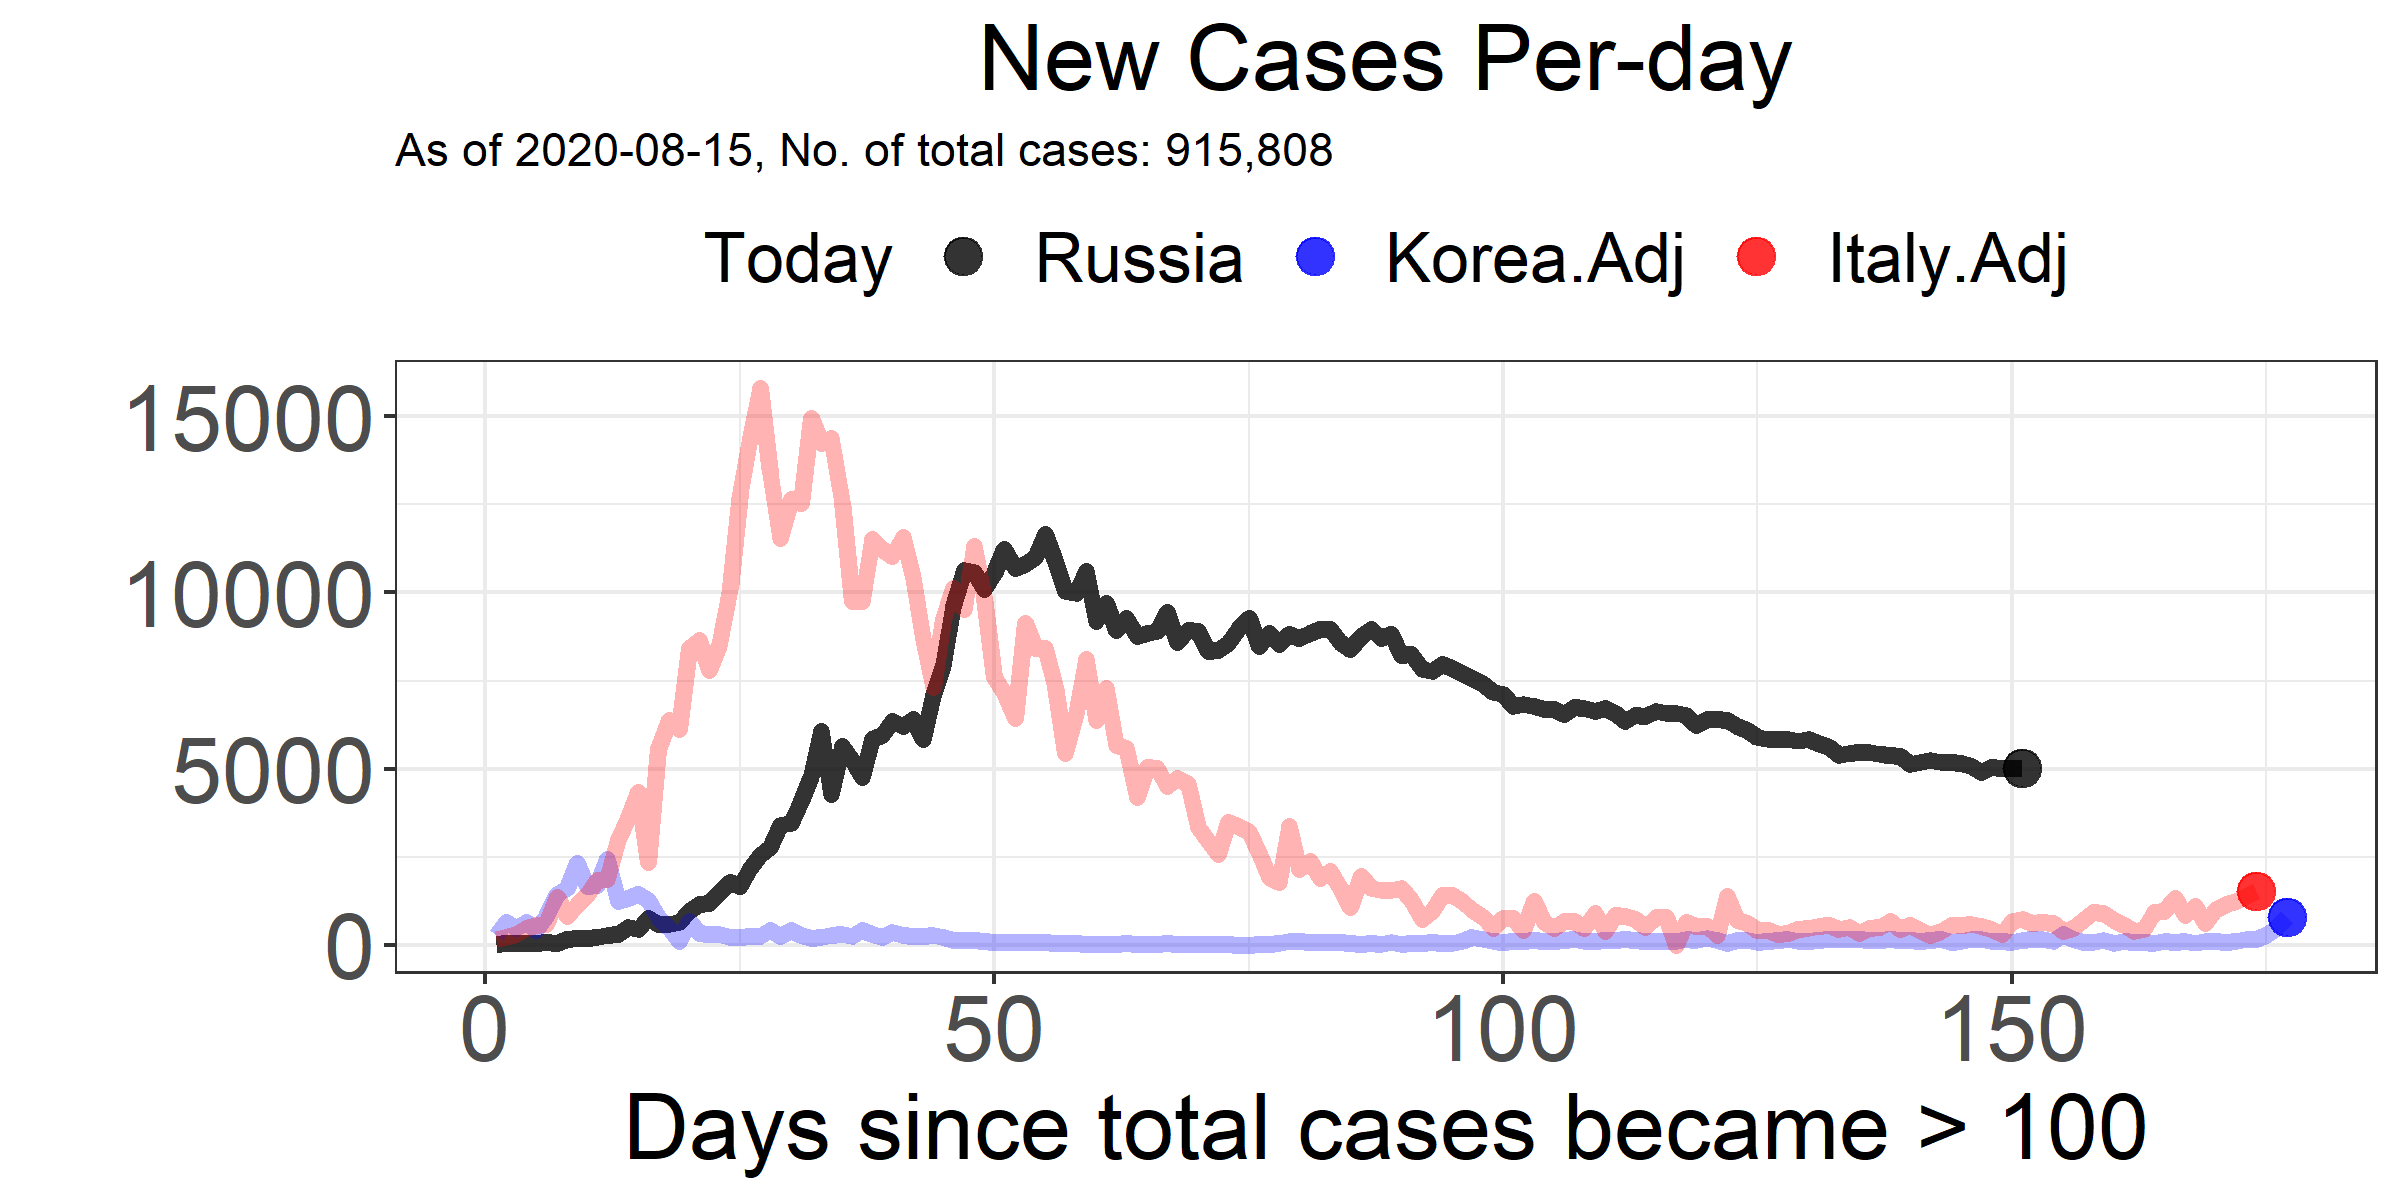 New Cases Per-day
As of 2020-08-15, No. of total cases: 915,808
Today Russia Korea.Adj Italy.Adj
15000
10000
5000
0
0 50 100 150
Days since total cases became > 100